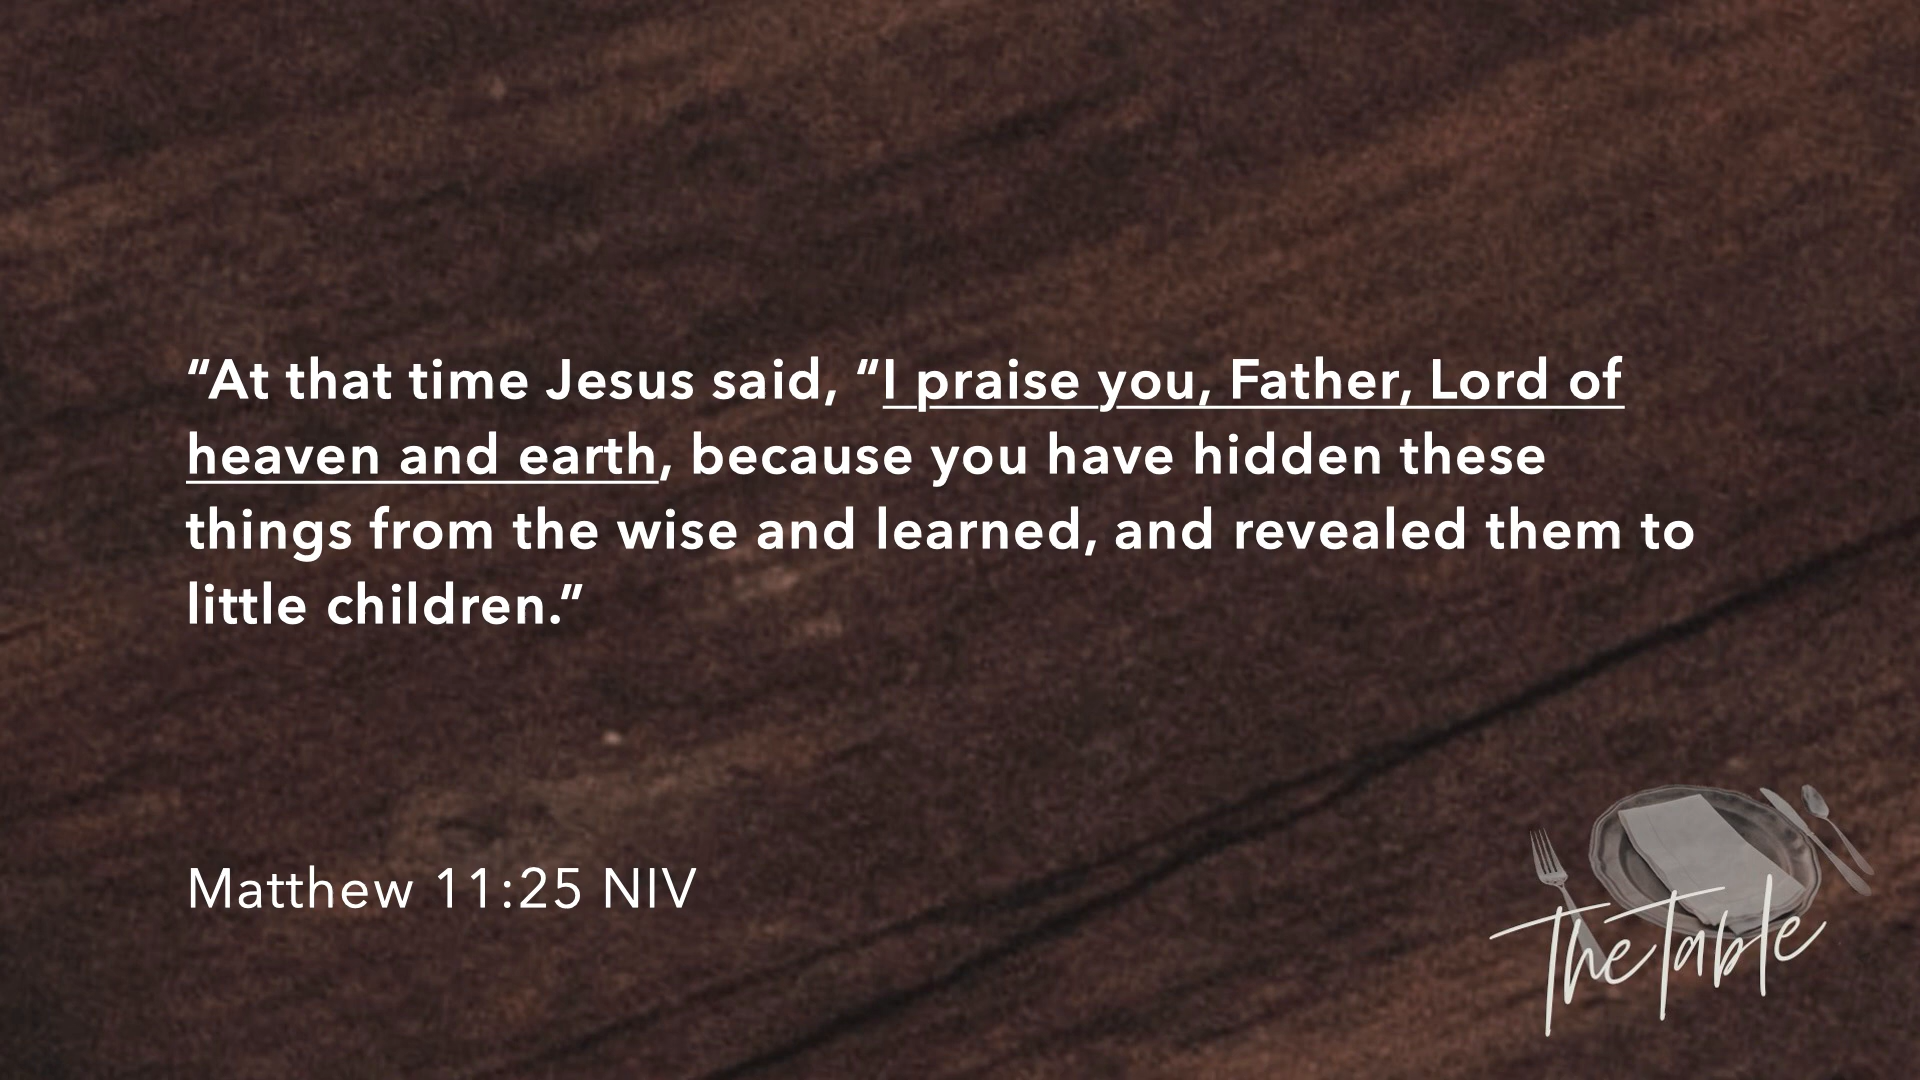 “At that time Jesus said, “I praise you, Father, Lord of
heaven and earth, because you have hidden these
things from the wise and learned, and revealed them to
little children.”
Matthew 11:25 NIV
The Table